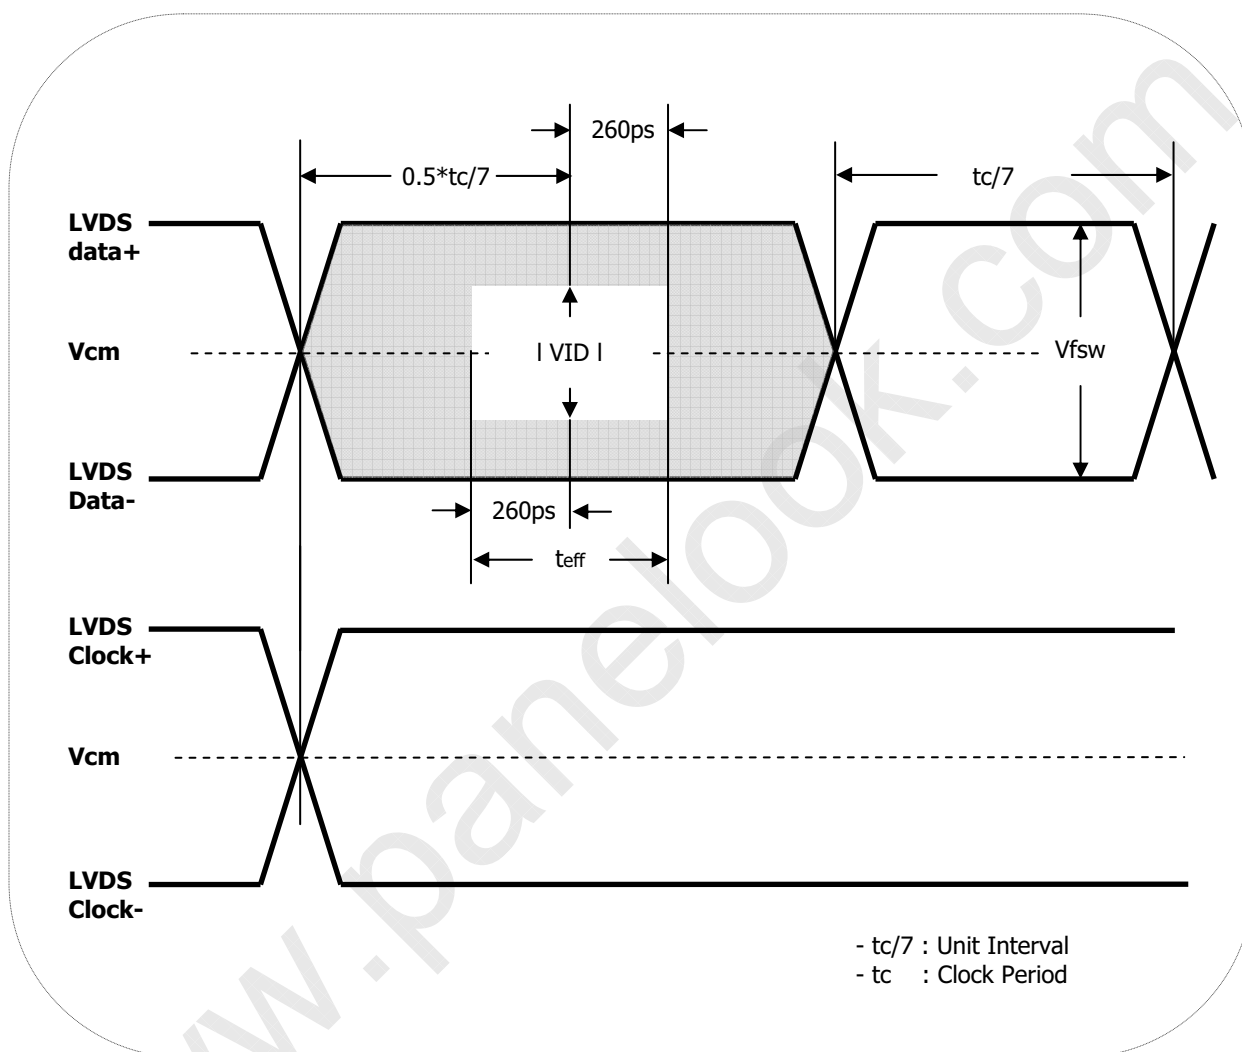 260ps
0.5*tc/7
tc/7
LVDS
data+
Vcm
l VID l
Vfsw
LVDS
Data-
260ps
teff
LVDS
Clock+
Vcm
LVDS
Clock-
- tc/7 : Unit Interval
- tc : Clock Period
w.panelook.com